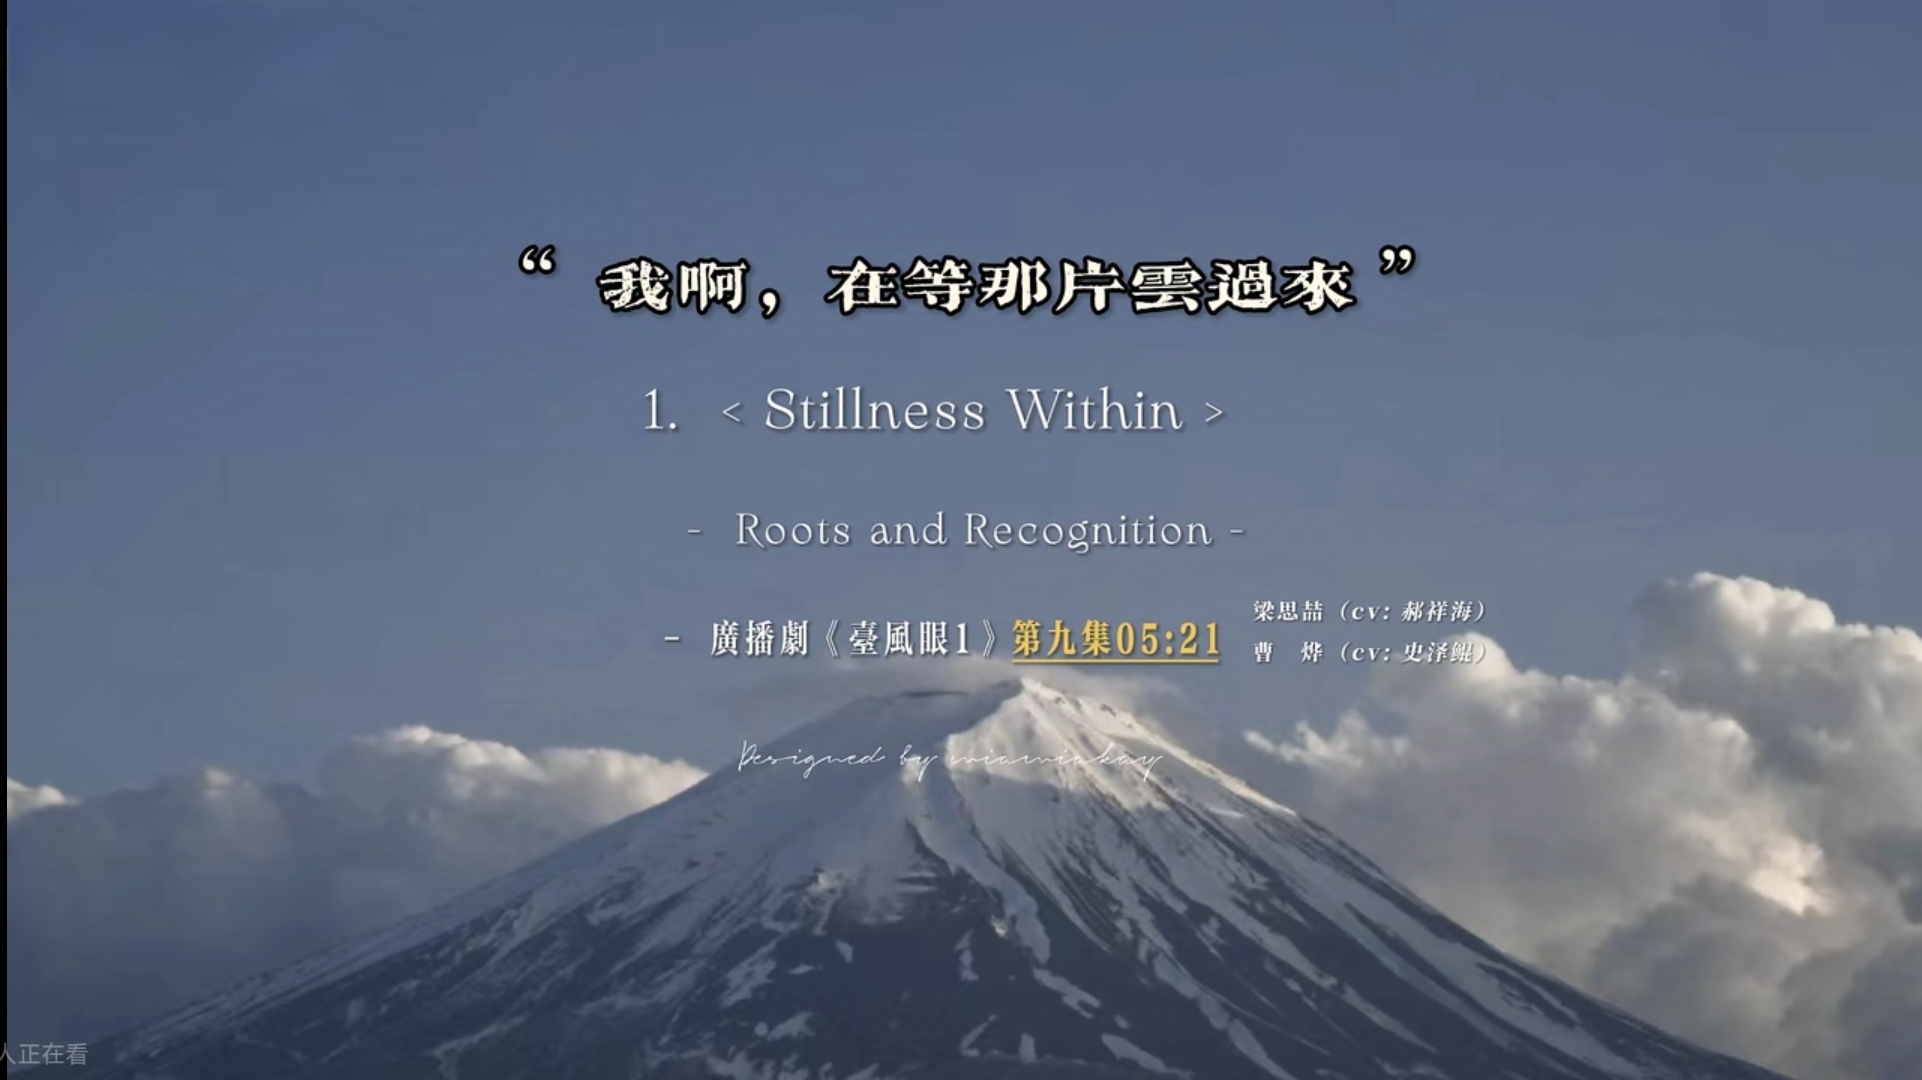 “ 我啊，在等那片雲過來 ”
1. < Stillness Within >
- Roots and Recognition -
- 廣播劇《臺風眼1》第九集05:21
梁思喆（cv: 郝祥海）
曹 烨（cv: 史泽鲲）
Designed by miamiakay
人正在看